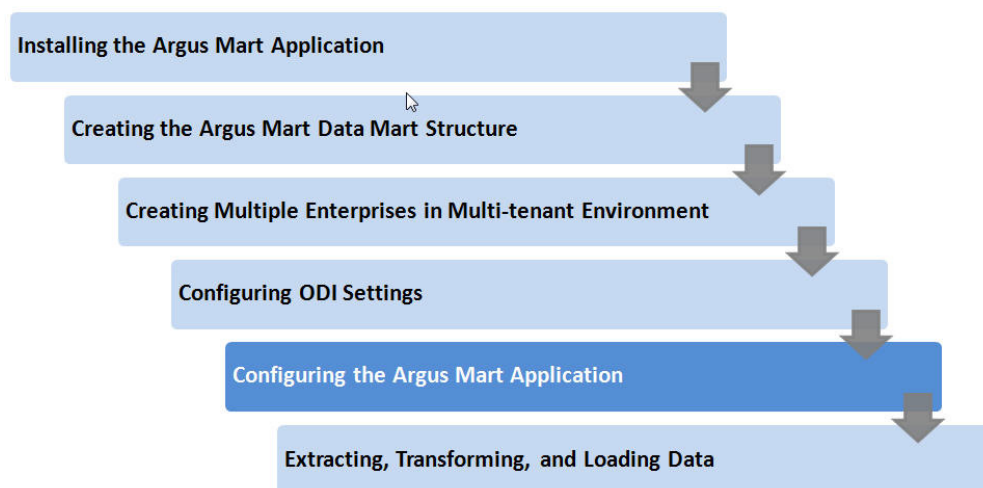 Installing the Argus Mart Application
Creating the Argus Mart Data Mart Structure
Creating Multiple Enterprises in Multi-tenant Environment
Configuring ODI Settings
Configuring the Argus Mart Application
Extracting, Transforming, and Loading Data